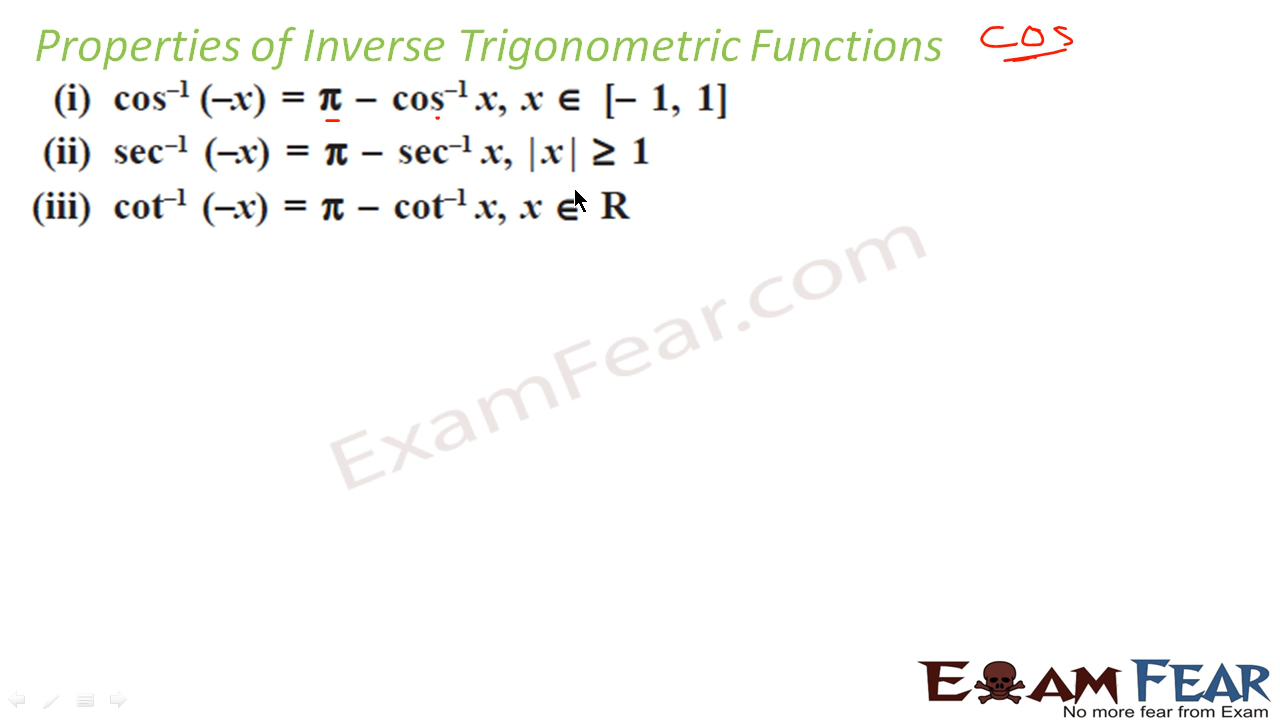 Properties of Inverse Trigonometric Functions cos
(i) cos⁻¹ (–x) = π – cos⁻¹ x, x ∈ [– 1, 1]
(ii) sec⁻¹ (–x) = π – sec⁻¹ x, |x| ≥ 1
(iii) cot⁻¹ (–x) = π – cot⁻¹ x, x ∈ R
ExamFear.com
EXAM FEAR
No more fear from Exam